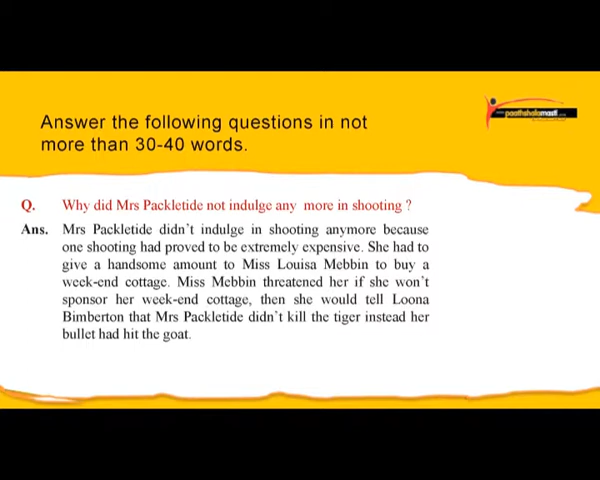 Answer the following questions in not
more than 30-40 words.
paathshalamasti
Q. Why did Mrs Packletide not indulge any more in shooting ?
Ans. Mrs Packletide didn't indulge in shooting anymore because
one shooting had proved to be extremely expensive. She had to
give a handsome amount to Miss Louisa Mebbin to buy a
week-end cottage. Miss Mebbin threatened her if she won't
sponsor her week-end cottage, then she would tell Loona
Bimberton that Mrs Packletide didn't kill the tiger instead her
bullet had hit the goat.